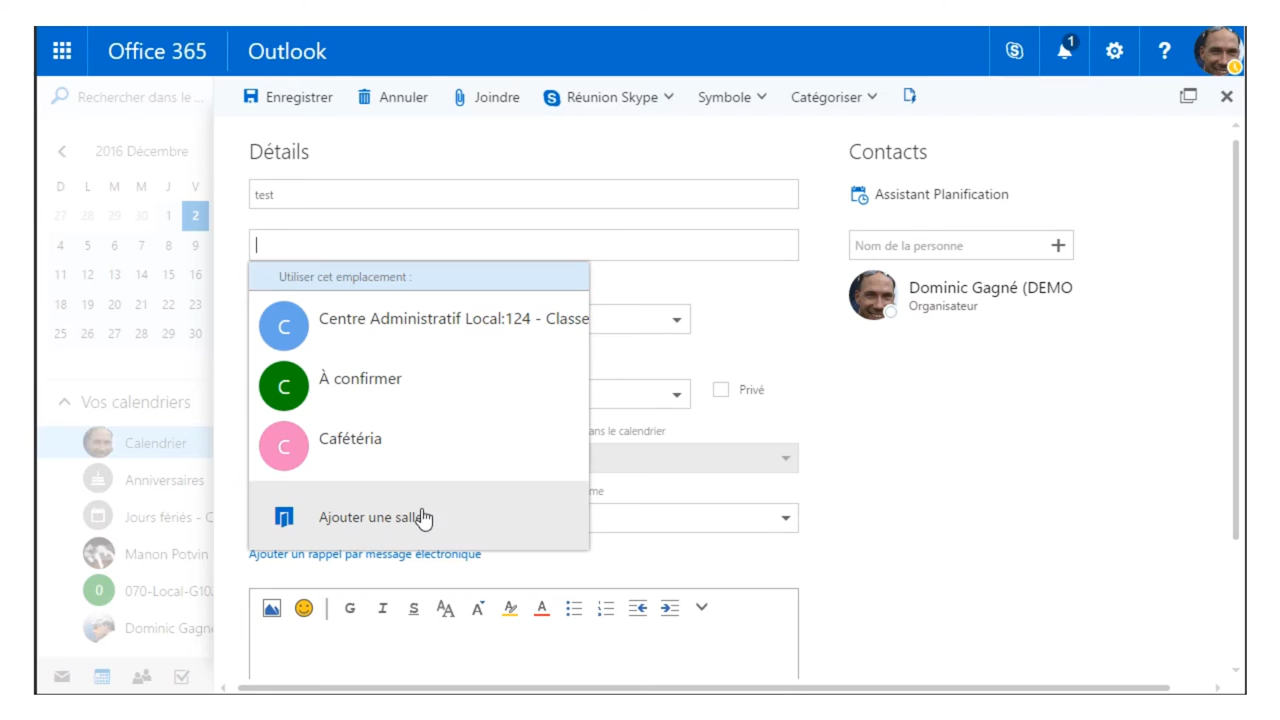 Office 365
Outlook
1
?
Rechercher dans le ...
Enregistrer
Annuler
Joindre
Réunion Skype
Symbole
Catégoriser
2016 Décembre
D L M M J V
27 28 29 30 1 2
4 5 6 7 8 9
11 12 13 14 15 16
18 19 20 21 22 23
25 26 27 28 29 30
Vos calendriers
Calendrier
Anniversaires
Jours fériés - C
Manon Potvin
0 070-Local-G10
Dominic Gagn
Détails
test
Utiliser cet emplacement :
C Centre Administratif Local:124 - Classe
C À confirmer
C Cafétéria
Ajouter une salle
Privé
ans le calendrier
me
Ajouter un rappel par message électronique
G I S AA A A
Contacts
Assistant Planification
Nom de la personne
Dominic Gagné (DEMO
Organisateur